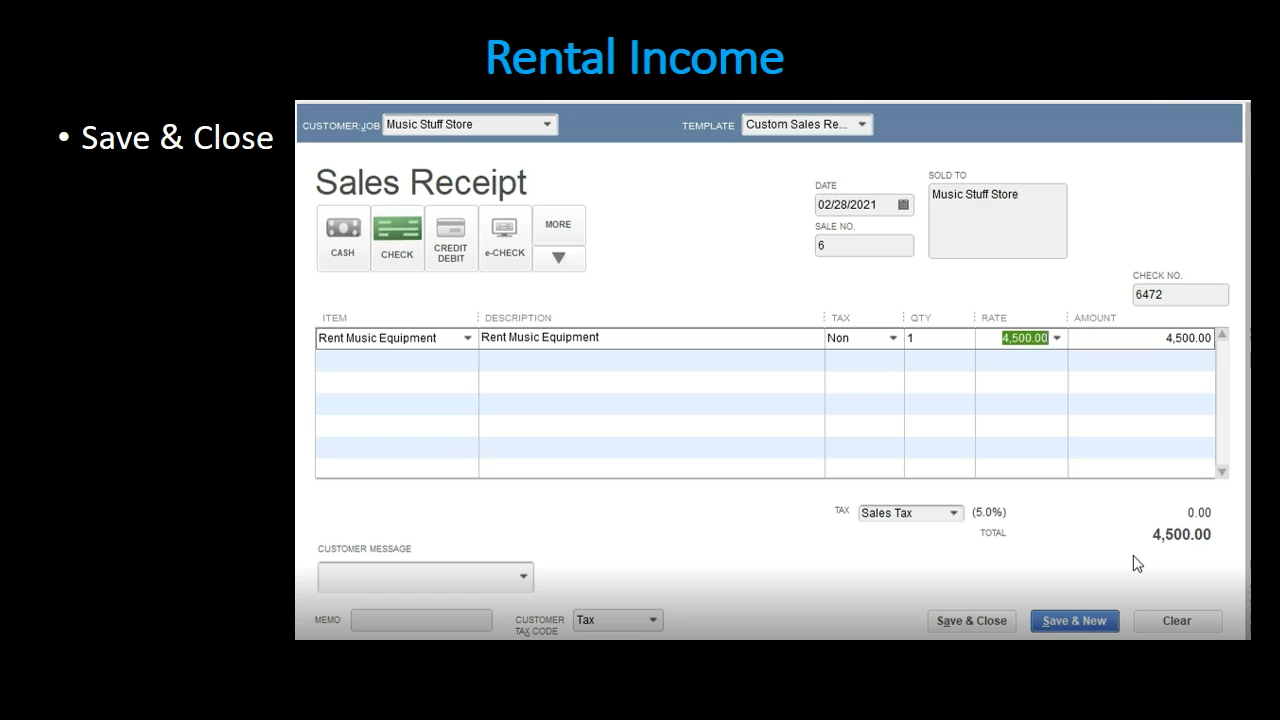 Rental Income
• Save & Close
CUSTOMER:JOB Music Stuff Store TEMPLATE Custom Sales Re...
Sales Receipt
CASH CHECK CREDIT DEBIT e-CHECK MORE
DATE
02/28/2021
SALE NO.
6
SOLD TO
Music Stuff Store
CHECK NO.
6472
ITEM DESCRIPTION TAX QTY RATE AMOUNT
Rent Music Equipment Rent Music Equipment Non 1 4,500.00 4,500.00
TAX Sales Tax (5.0%) 0.00
TOTAL 4,500.00
CUSTOMER MESSAGE
MEMO CUSTOMER TAX CODE Tax Save & Close Save & New Clear